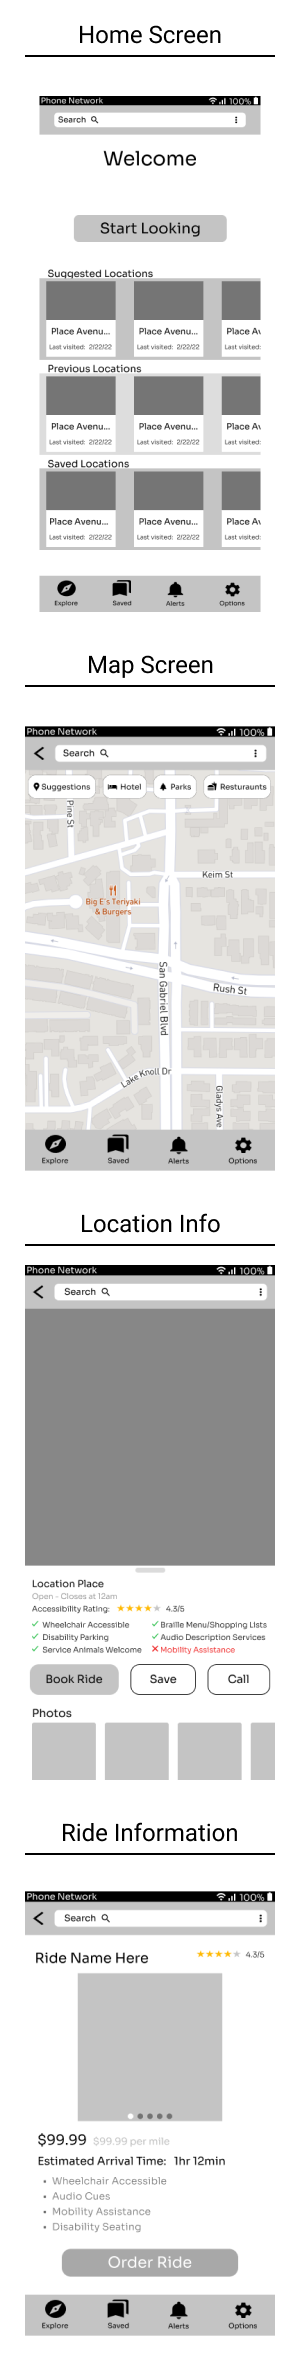 Home Screen
Phone Network 100%
Search
Welcome
Start Looking
Suggested Locations
Place Avenu... Place Avenu... Place Av
Last visited: 2/22/22 Last visited: 2/22/22 Last visited:
Previous Locations
Place Avenu... Place Avenu... Place Av
Last visited: 2/22/22 Last visited: 2/22/22 Last visited:
Saved Locations
Place Avenu... Place Avenu... Place Av
Last visited: 2/22/22 Last visited: 2/22/22 Last visited:
Explore Saved Alerts Options
Map Screen
Phone Network 100%
Search
Suggestions Hotel Parks Resturaunts
Pine St
Keim St
Big E's Teriyaki
& Burgers
San Gabriel Blvd
Rush St
Lake Knoll Dr
Gladys Ave
Explore Saved Alerts Options
Location Info
Phone Network 100%
Search
Location Place
Open - Closes at 12am
Accessibility Rating: 4.3/5
Wheelchair Accessible Braille Menu/Shopping Lists
Disability Parking Audio Description Services
Service Animals Welcome Mobility Assistance
Book Ride Save Call
Photos
Ride Information
Phone Network 100%
Search
Ride Name Here 4.3/5
$99.99 $99.99 per mile
Estimated Arrival Time: 1hr 12min
• Wheelchair Accessible
• Audio Cues
• Mobility Assistance
• Disability Seating
Order Ride
Explore Saved Alerts Options